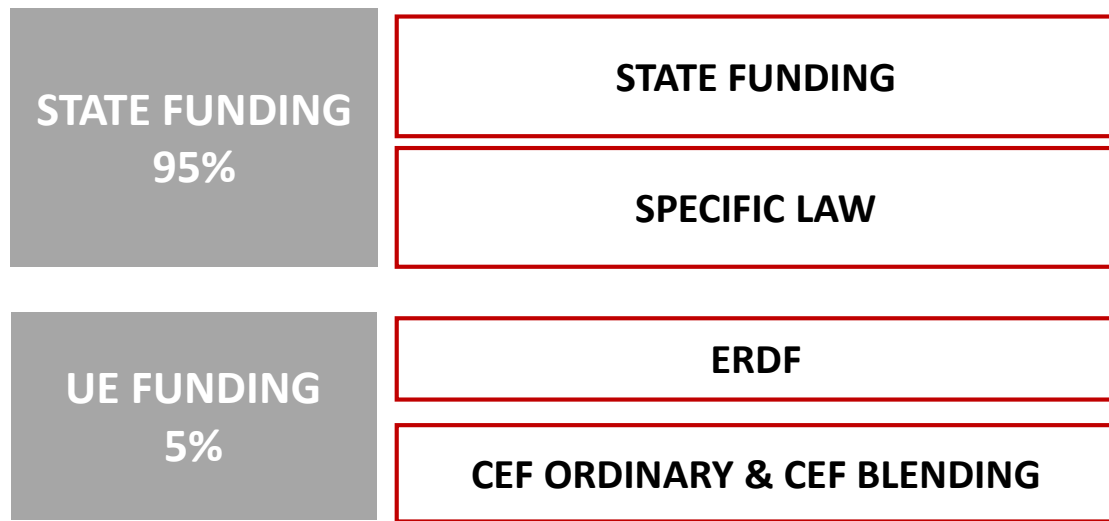 STATE FUNDING
95%
STATE FUNDING
SPECIFIC LAW
UE FUNDING
5%
ERDF
CEF ORDINARY & CEF BLENDING